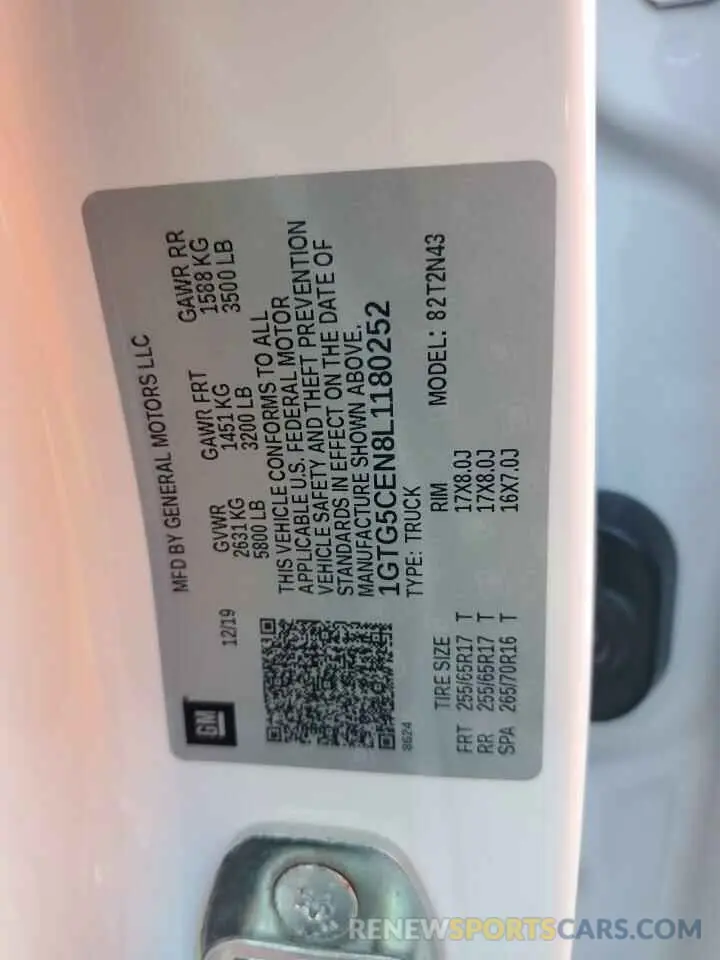 MFD BY GENERAL MOTORS LLC
GM
12/19
GVWR GAWR FRT GAWR RR
2631 KG 1451 KG 1588 KG
5800 LB 3200 LB 3500 LB
THIS VEHICLE CONFORMS TO ALL
APPLICABLE U.S. FEDERAL MOTOR
VEHICLE SAFETY AND THEFT PREVENTION
STANDARDS IN EFFECT ON THE DATE OF
MANUFACTURE SHOWN ABOVE.
1GTG5CEN8L1180252
8624
TYPE: TRUCK
TIRE SIZE RIM MODEL: 82T2N43
FRT 255/65R17 T 17X8.0J
RR 255/65R17 T 17X8.0J
SPA 265/70R16 T 16X7.0J
RENEWSPORTSCARS.COM